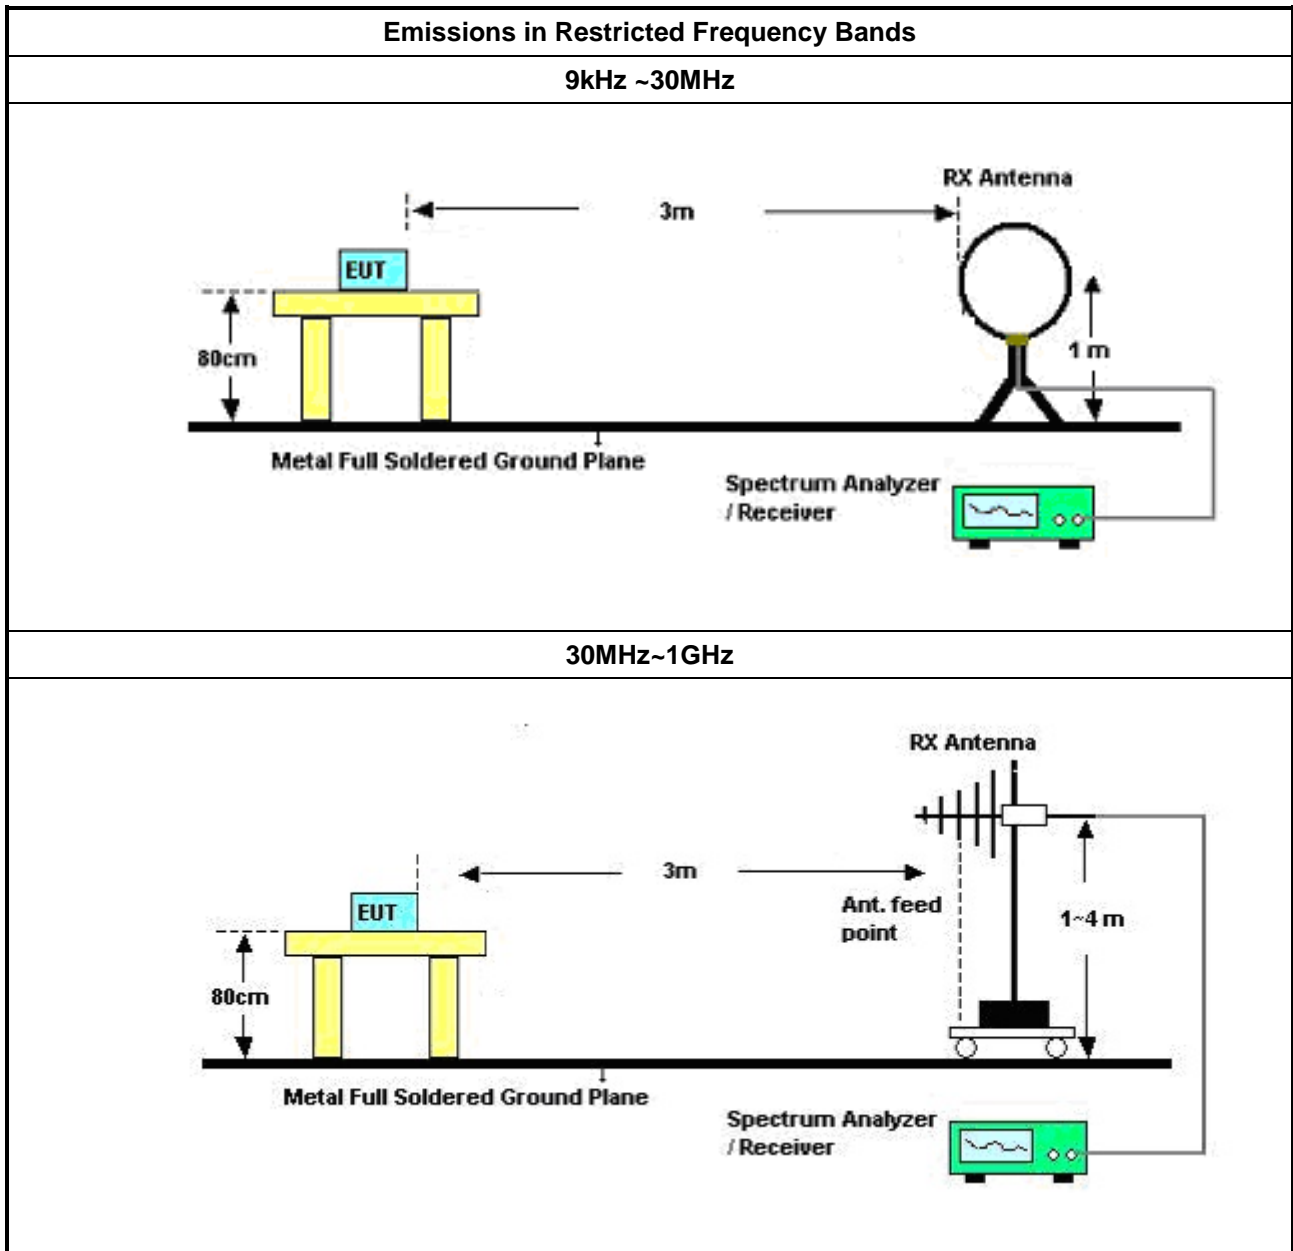 Emissions in Restricted Frequency Bands
9kHz ~30MHz
RX Antenna
3m
EUT
80cm
1 m
Metal Full Soldered Ground Plane
Spectrum Analyzer
/ Receiver
30MHz~1GHz
RX Antenna
3m
EUT
Ant. feed
point
1~4 m
80cm
Metal Full Soldered Ground Plane
Spectrum Analyzer
/ Receiver